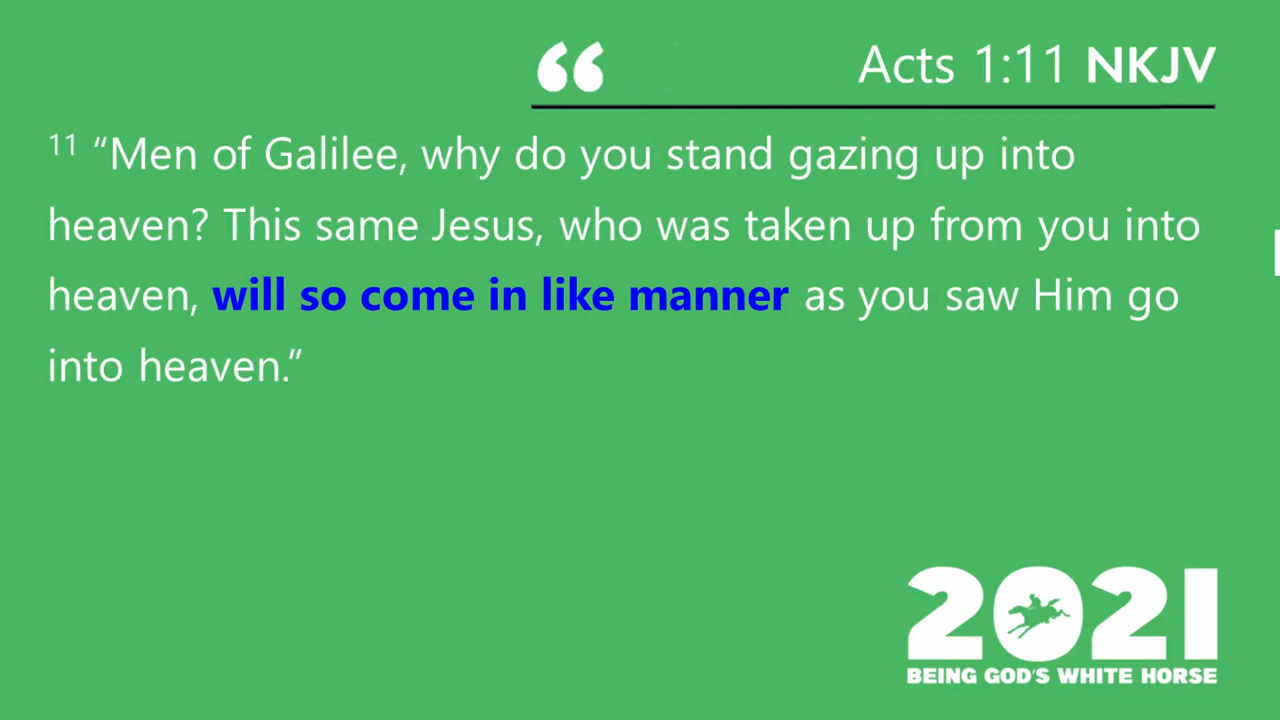 “
Acts 1:11 NKJV
11 “Men of Galilee, why do you stand gazing up into
heaven? This same Jesus, who was taken up from you into
heaven, will so come in like manner as you saw Him go
into heaven.”
2021
BEING GOD'S WHITE HORSE